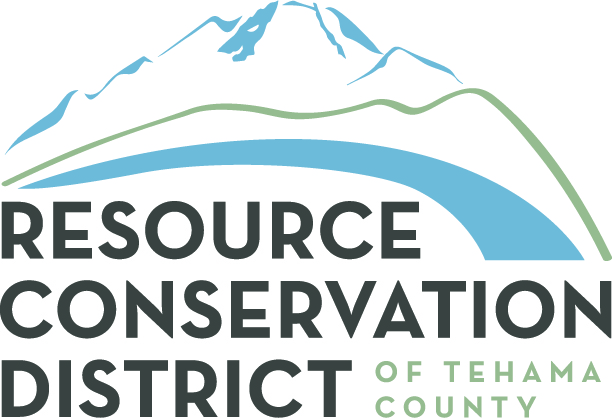 RESOURCE
CONSERVATION
DISTRICT
OF TEHAMA
COUNTY